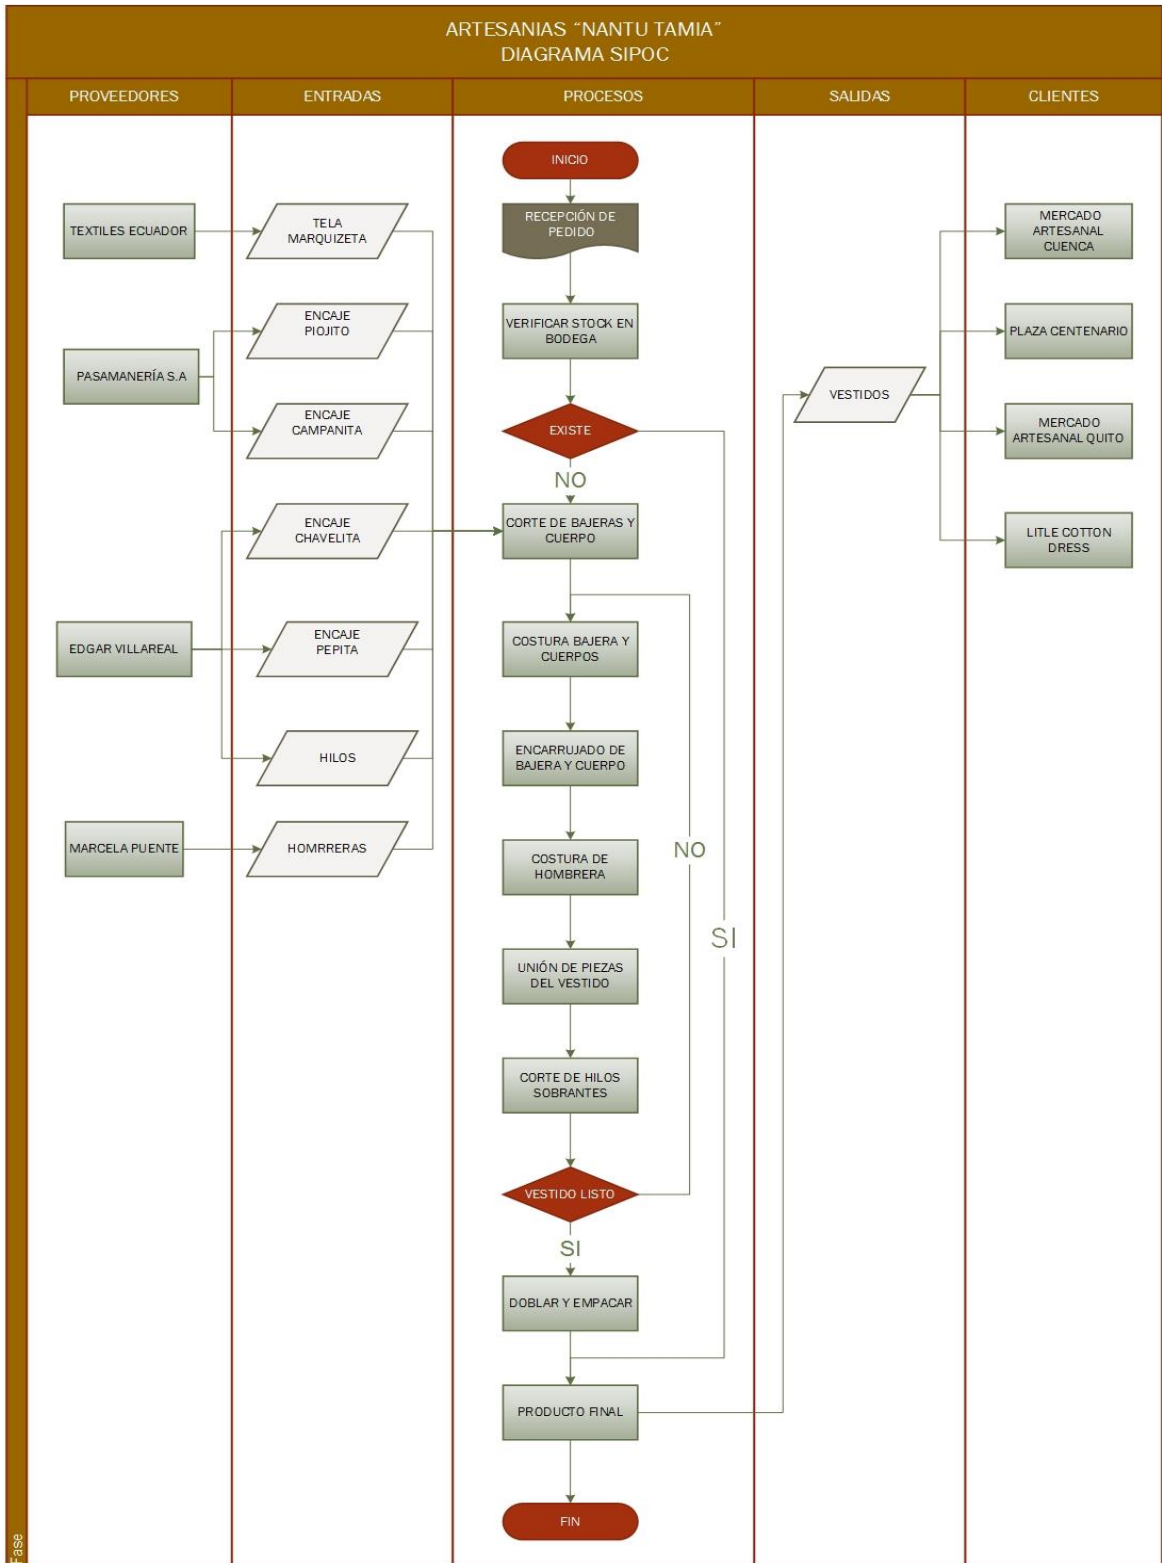 ARTESANIAS “NANTU TAMIA”
DIAGRAMA SIPOC
PROVEEDORES
ENTRADAS
PROCESOS
SALIDAS
CLIENTES
TEXTILES ECUADOR
PASAMANERÍA S.A
EDGAR VILLAREAL
MARCELA PUENTE
TELA
MARQUIZETA
ENCAJE
PIOJITO
ENCAJE
CAMPANITA
ENCAJE
CHAVELITA
ENCAJE
PEPITA
HILOS
HOMRRERAS
INICIO
RECEPCIÓN DE
PEDIDO
VERIFICAR STOCK EN
BODEGA
EXISTE
NO
CORTE DE BAJERAS Y
CUERPO
COSTURA BAJERA Y
CUERPOS
ENCARRUJADO DE
BAJERA Y CUERPO
COSTURA DE
HOMBRERA
NO
SI
UNIÓN DE PIEZAS
DEL VESTIDO
CORTE DE HILOS
SOBRANTES
VESTIDO LISTO
SI
DOBLAR Y EMPACAR
PRODUCTO FINAL
FIN
VESTIDOS
MERCADO
ARTESANAL
CUENCA
PLAZA CENTENARIO
MERCADO
ARTESANAL QUITO
LITLE COTTON
DRESS
Fase